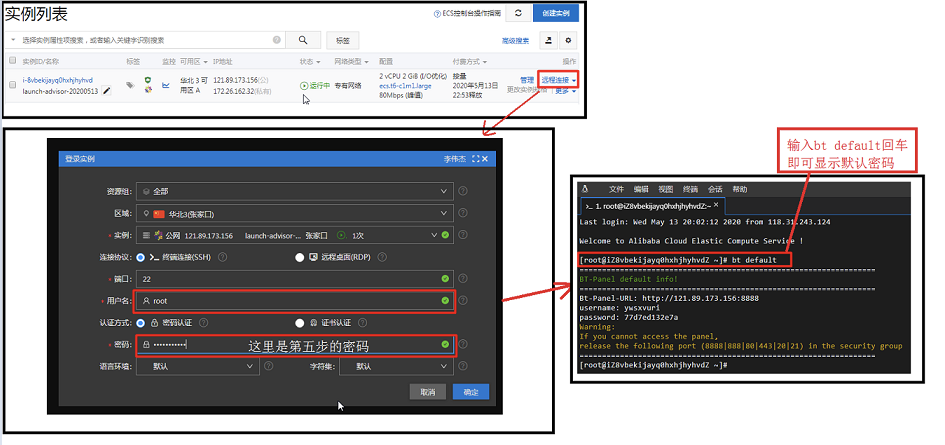 实例列表
ECS控制台操作指南
创建实例
选择实例属性项搜索，或者输入关键字识别搜索
标签
高级搜索
实例ID/名称 标签 监控 可用区 IP地址 状态 网络类型 配置 付费方式 操作
i-8vbekijayq0hxhjhyhvd
launch-advisor-20200513
华北 3 可用区 A
121.89.173.156(公)
172.26.162.32(私有)
运行中
专有网络
2 vCPU 2 GiB (I/O优化)
ecs.t6-c1m1.large
80Mbps (峰值)
按量
2020年5月13日
22:53释放
管理 远程连接
更多
登录实例 李伟杰
资源组: 全部
区域: 华北3(张家口)
实例: 公网 121.89.173.156 launch-advisor-... 张家口 1次
连接协议: 终端连接(SSH) 远程桌面(RDP)
端口: 22
用户名: root
认证方式: 密码认证 证书认证
密码: ••••••••••• 这里是第五步的密码
语言环境: 默认 字符集: 默认
取消 确定
输入bt default回车
即可显示默认密码
文件 编辑 视图 终端 会话 帮助
>_ 1. root@iZ8vbekijayq0hxhjhyhvdZ:~ ×
Last login: Wed May 13 20:02:12 2020 from 118.31.243.124
Welcome to Alibaba Cloud Elastic Compute Service !
[root@iZ8vbekijayq0hxhjhyhvdZ ~]# bt default
==================================================================
BT-Panel default info!
==================================================================
Bt-Panel-URL: http://121.89.173.156:8888
username: ywsxvuri
password: 77d7ed132e7a
Warning:
If you cannot access the panel,
release the following port (8888|888|80|443|20|21) in the security group
==================================================================
[root@iZ8vbekijayq0hxhjhyhvdZ ~]#